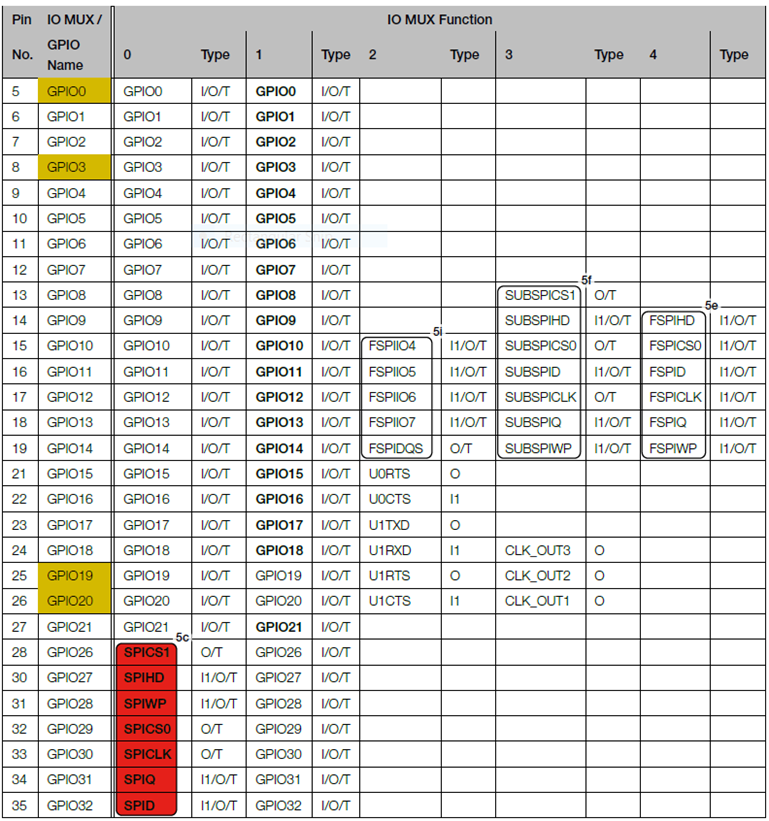 Pin IO MUX / IO MUX Function
No. GPIO Name 0 Type 1 Type 2 Type 3 Type 4 Type
5 GPIO0 GPIO0 I/O/T GPIO0 I/O/T
6 GPIO1 GPIO1 I/O/T GPIO1 I/O/T
7 GPIO2 GPIO2 I/O/T GPIO2 I/O/T
8 GPIO3 GPIO3 I/O/T GPIO3 I/O/T
9 GPIO4 GPIO4 I/O/T GPIO4 I/O/T
10 GPIO5 GPIO5 I/O/T GPIO5 I/O/T
11 GPIO6 GPIO6 I/O/T GPIO6 I/O/T
12 GPIO7 GPIO7 I/O/T GPIO7 I/O/T
5f
13 GPIO8 GPIO8 I/O/T GPIO8 I/O/T SUBSPICS1 O/T
5e
14 GPIO9 GPIO9 I/O/T GPIO9 I/O/T SUBSPIHD I1/O/T FSPIHD I1/O/T
5i
15 GPIO10 GPIO10 I/O/T GPIO10 I/O/T FSPIIO4 I1/O/T SUBSPICS0 O/T FSPICS0 I1/O/T
16 GPIO11 GPIO11 I/O/T GPIO11 I/O/T FSPIIO5 I1/O/T SUBSPID I1/O/T FSPID I1/O/T
17 GPIO12 GPIO12 I/O/T GPIO12 I/O/T FSPIIO6 I1/O/T SUBSPICLK O/T FSPICLK I1/O/T
18 GPIO13 GPIO13 I/O/T GPIO13 I/O/T FSPIIO7 I1/O/T SUBSPIQ I1/O/T FSPIQ I1/O/T
19 GPIO14 GPIO14 I/O/T GPIO14 I/O/T FSPIDQS O/T SUBSPIWP I1/O/T FSPIWP I1/O/T
21 GPIO15 GPIO15 I/O/T GPIO15 I/O/T U0RTS O
22 GPIO16 GPIO16 I/O/T GPIO16 I/O/T U0CTS I1
23 GPIO17 GPIO17 I/O/T GPIO17 I/O/T U1TXD O
24 GPIO18 GPIO18 I/O/T GPIO18 I/O/T U1RXD I1 CLK_OUT3 O
25 GPIO19 GPIO19 I/O/T GPIO19 I/O/T U1RTS O CLK_OUT2 O
26 GPIO20 GPIO20 I/O/T GPIO20 I/O/T U1CTS I1 CLK_OUT1 O
27 GPIO21 GPIO21 I/O/T GPIO21 I/O/T
5c
28 GPIO26 SPICS1 O/T GPIO26 I/O/T
30 GPIO27 SPIHD I1/O/T GPIO27 I/O/T
31 GPIO28 SPIWP I1/O/T GPIO28 I/O/T
32 GPIO29 SPICS0 O/T GPIO29 I/O/T
33 GPIO30 SPICLK O/T GPIO30 I/O/T
34 GPIO31 SPIQ I1/O/T GPIO31 I/O/T
35 GPIO32 SPID I1/O/T GPIO32 I/O/T